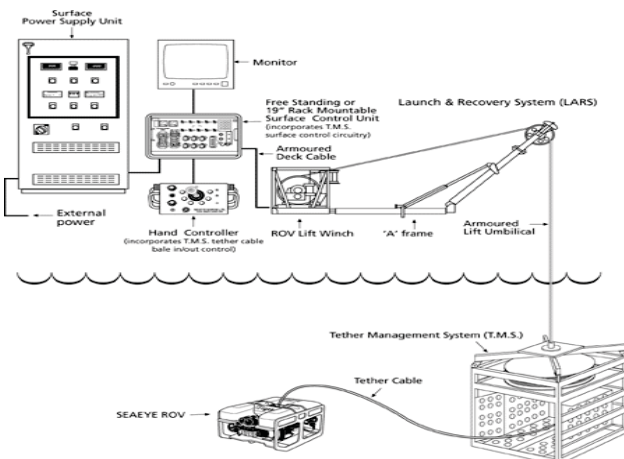 Surface
Power Supply Unit
Monitor
Free Standing or
19" Rack Mountable
Surface Control Unit
(incorporates T.M.S.
surface control circuitry)
Launch & Recovery System (LARS)
Armoured
Deck Cable
External
power
Hand Controller
(incorporates T.M.S. tether cable
bale in/out control)
ROV Lift Winch
'A' frame
Armoured
Lift Umbilical
Tether Management System (T.M.S.)
Tether Cable
SEAEYE ROV